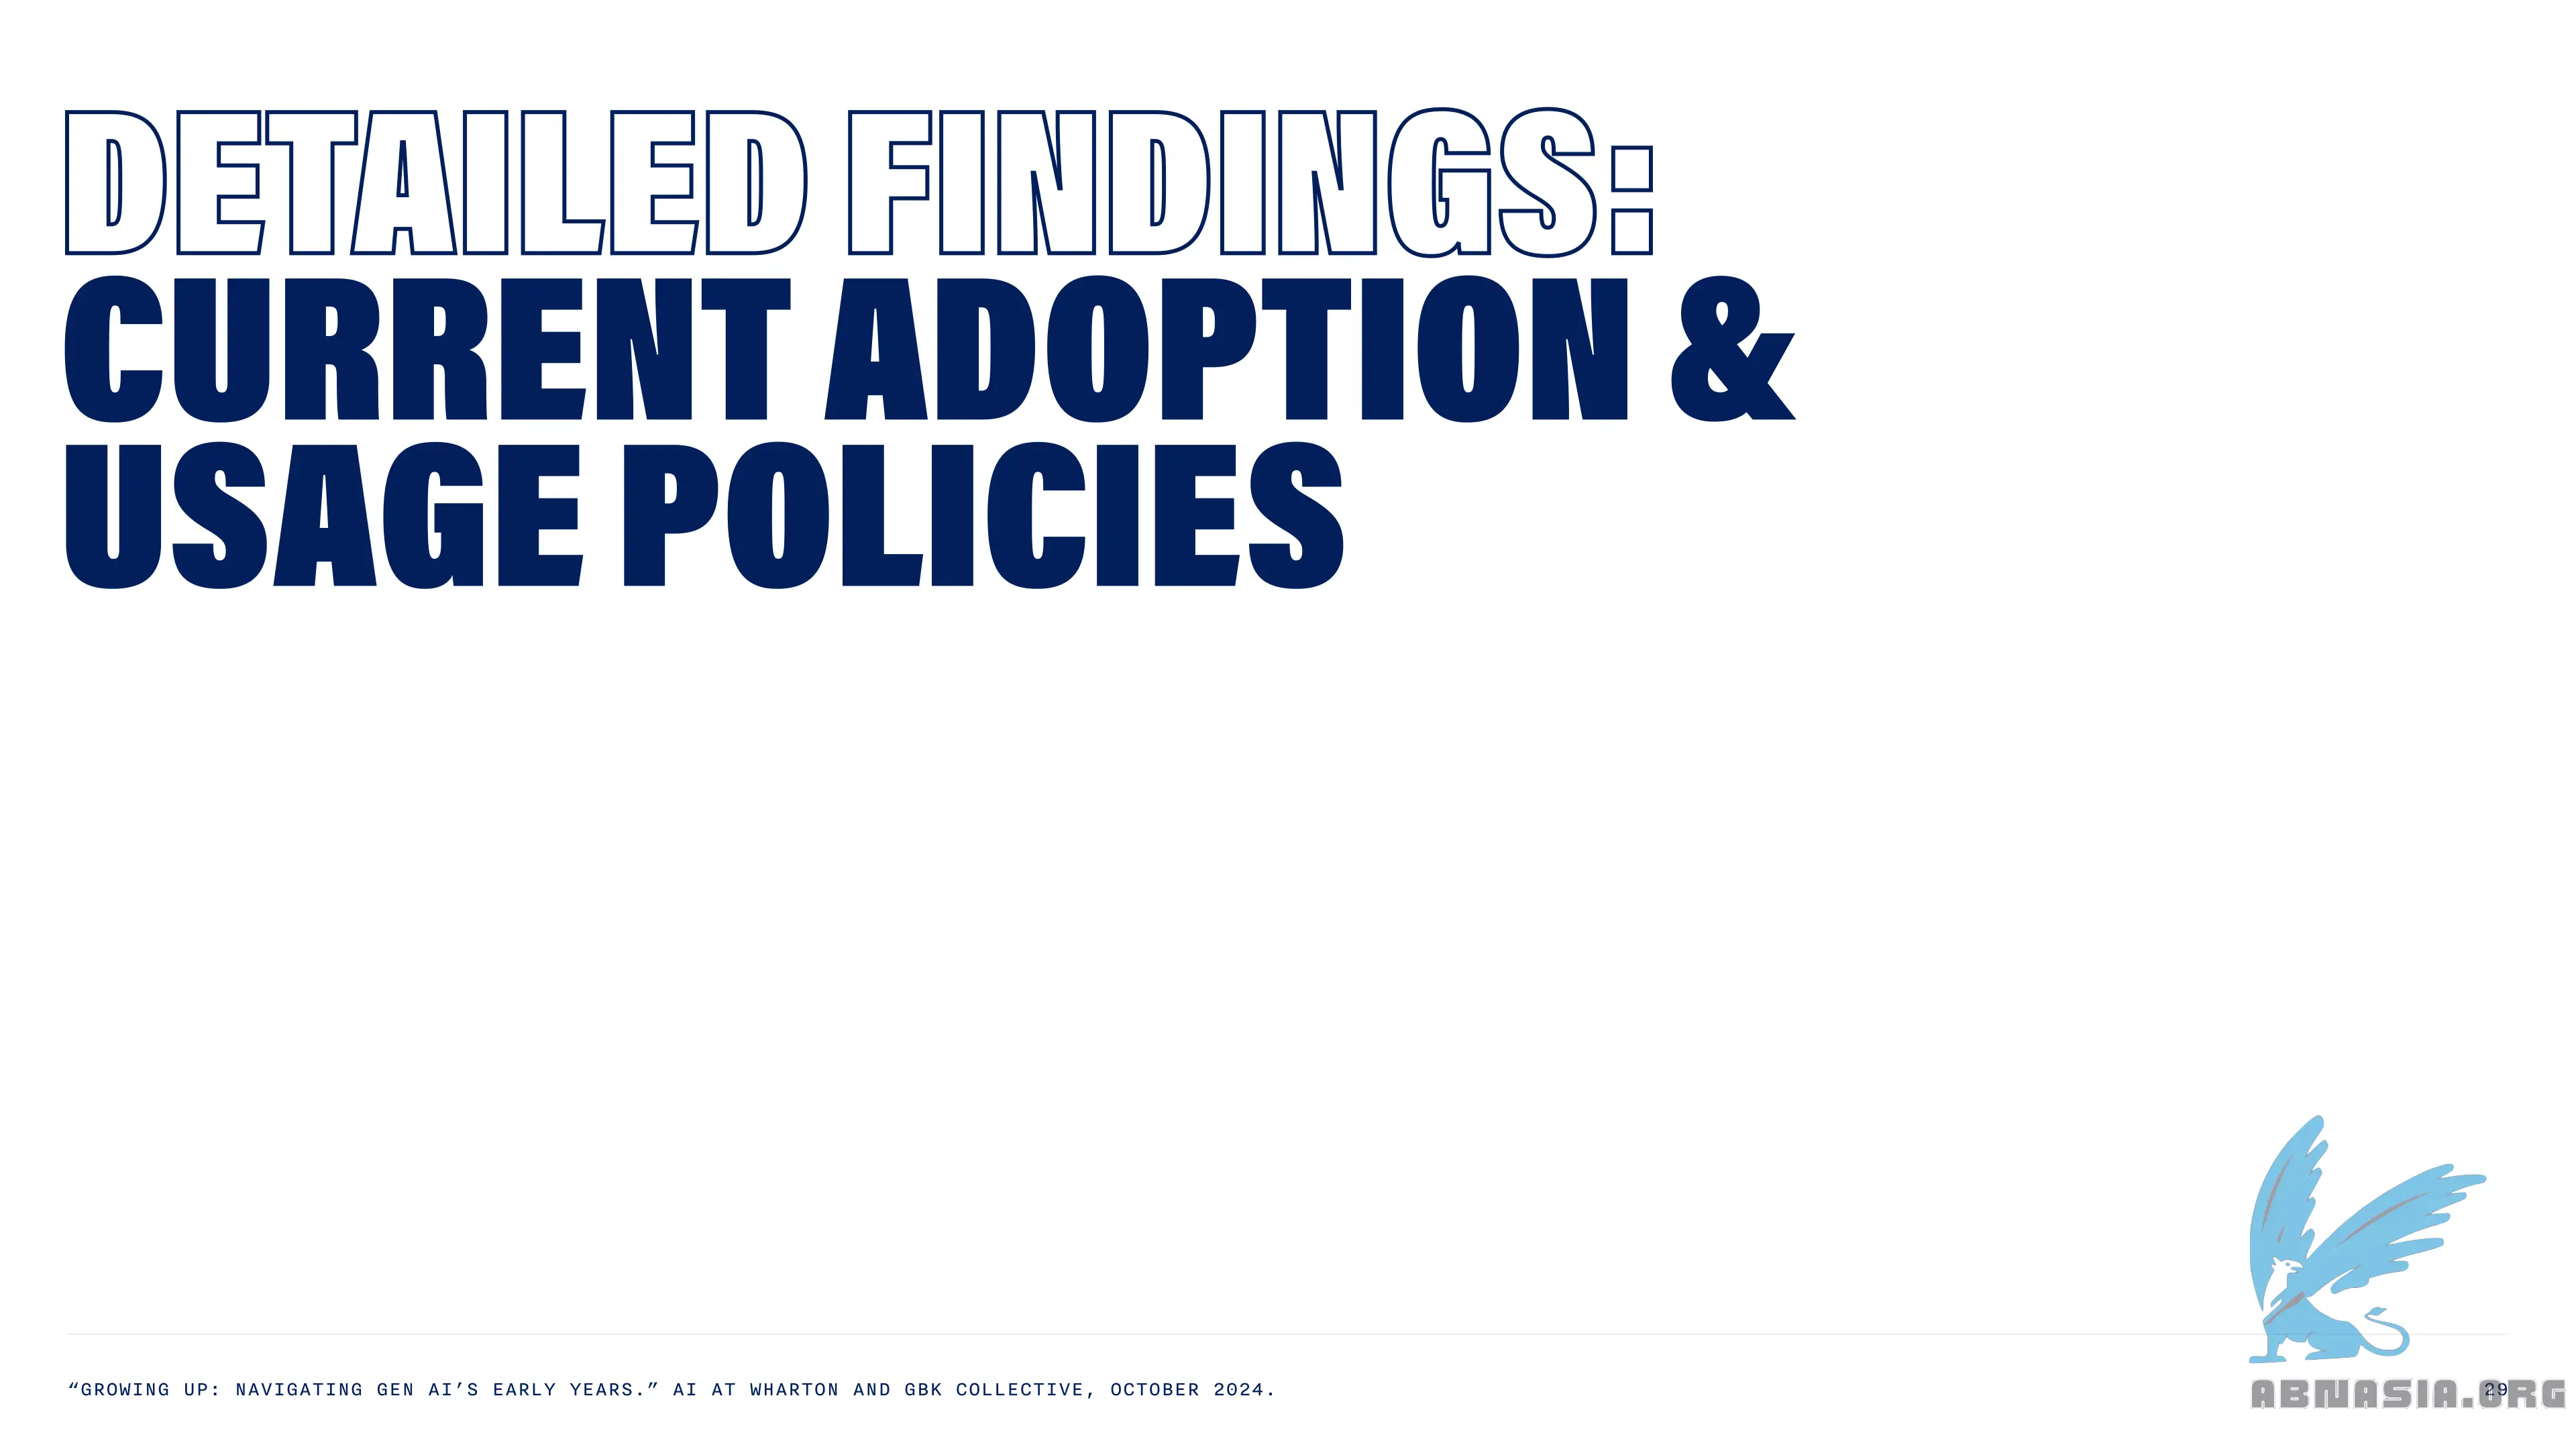 DETAILED FINDINGS:
CURRENT ADOPTION &
USAGE POLICIES
“GROWING UP: NAVIGATING GEN AI’S EARLY YEARS.” AI AT WHARTON AND GBK COLLECTIVE, OCTOBER 2024.
29
ABNASIA.ORG